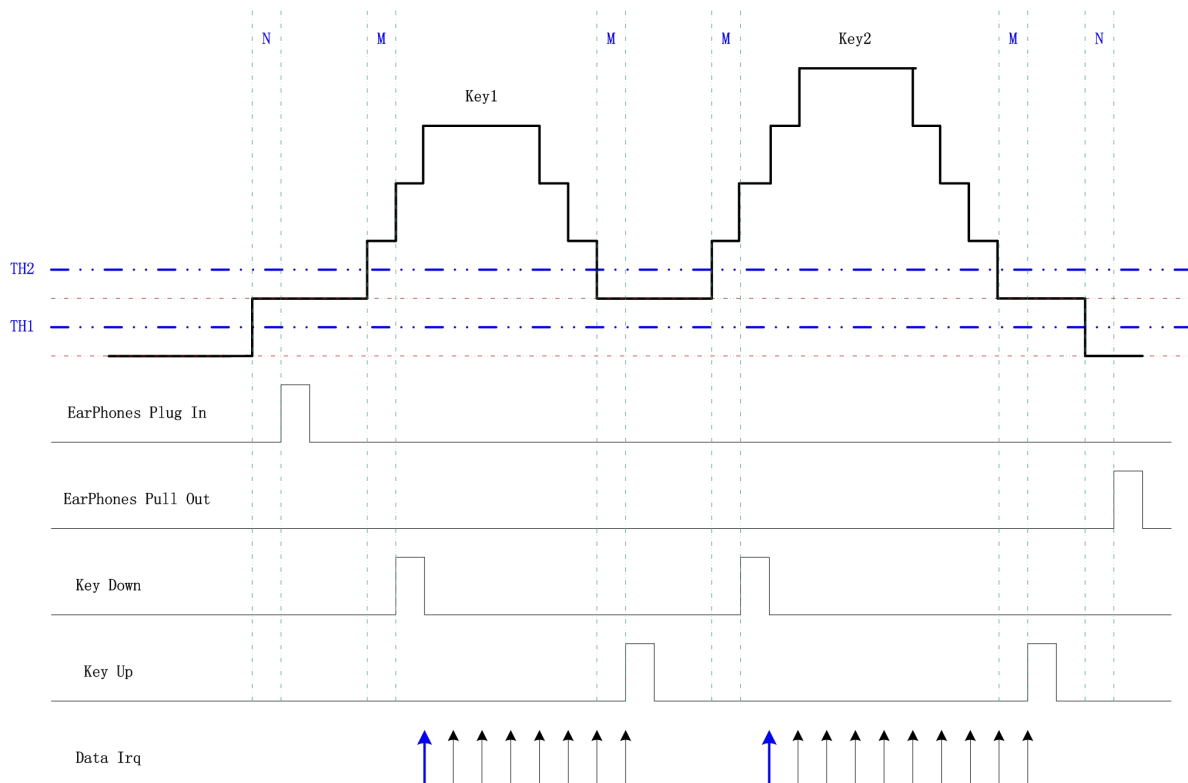 N M M M Key2 M N
Key1
TH2
TH1
EarPhones Plug In
EarPhones Pull Out
Key Down
Key Up
Data Irq